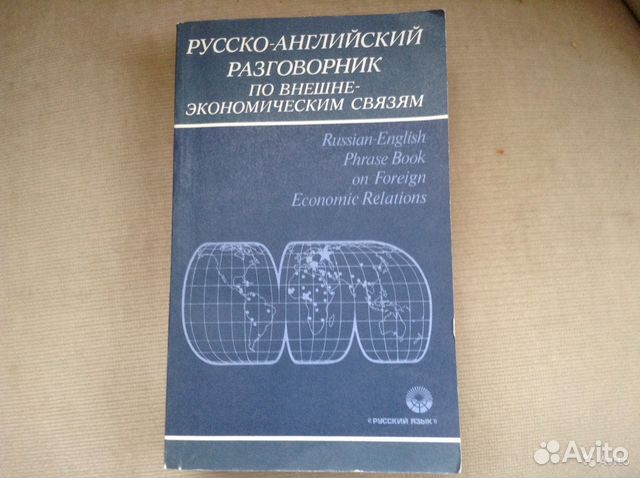 РУССКО-АНГЛИЙСКИЙ
РАЗГОВОРНИК
ПО ВНЕШНЕ-
ЭКОНОМИЧЕСКИМ СВЯЗЯМ
Russian-English
Phrase Book
on Foreign
Economic Relations
«РУССКИЙ ЯЗЫК»
Avito